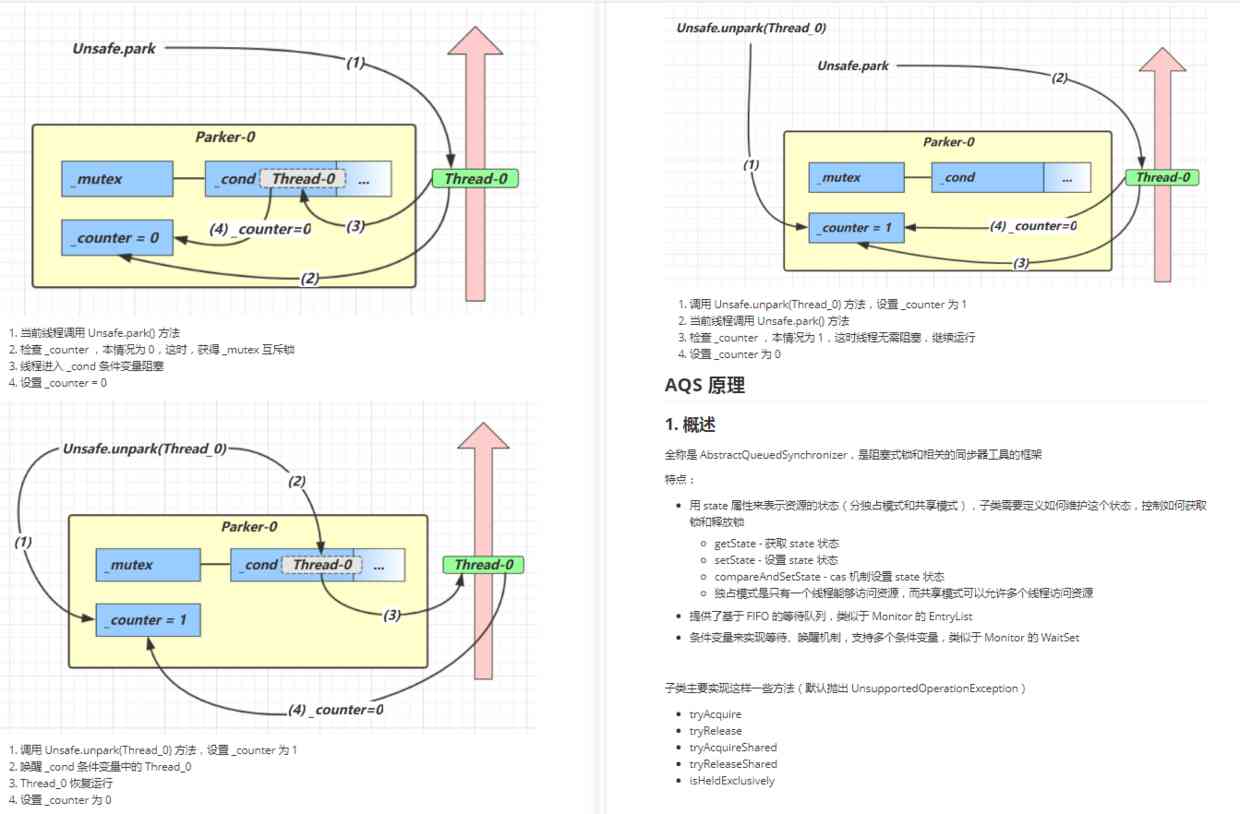 Unsafe.park
(1)
Parker-0
_mutex
_cond
Thread-0
...
Thread-0
(4) _counter=0
(3)
_counter = 0
(2)
1. 当前线程调用 Unsafe.park() 方法
2. 检查 _counter ，本情况为 0，这时，获得 _mutex 互斥锁
3. 线程进入 _cond 条件变量阻塞
4. 设置 _counter = 0
Unsafe.unpark(Thread_0)
(2)
Parker-0
(1)
_mutex
_cond
Thread-0
...
Thread-0
_counter = 1
(3)
(4) _counter=0
1. 调用 Unsafe.unpark(Thread_0) 方法，设置 _counter 为 1
2. 唤醒 _cond 条件变量中的 Thread_0
3. Thread_0 恢复运行
4. 设置 _counter 为 0
Unsafe.unpark(Thread_0)
Unsafe.park
(2)
Parker-0
(1)
_mutex
_cond
...
Thread-0
_counter = 1
(4) _counter=0
(3)
1. 调用 Unsafe.unpark(Thread_0) 方法，设置 _counter 为 1
2. 当前线程调用 Unsafe.park() 方法
3. 检查 _counter ，本情况为 1，这时线程无需阻塞，继续运行
4. 设置 _counter 为 0
AQS 原理
1. 概述
全称是 AbstractQueuedSynchronizer，是阻塞式锁和相关的同步器工具的框架
特点：
用 state 属性来表示资源的状态（分独占模式和共享模式），子类需要定义如何维护这个状态，控制如何获取
锁和释放锁
getState - 获取 state 状态
setState - 设置 state 状态
compareAndSetState - cas 机制设置 state 状态
独占模式是只有一个线程能够访问资源，而共享模式可以允许多个线程访问资源
提供了基于 FIFO 的等待队列，类似于 Monitor 的 EntryList
条件变量来实现等待、唤醒机制，支持多个条件变量，类似于 Monitor 的 WaitSet
子类主要实现这样一些方法（默认抛出 UnsupportedOperationException）
tryAcquire
tryRelease
tryAcquireShared
tryReleaseShared
isHeldExclusively